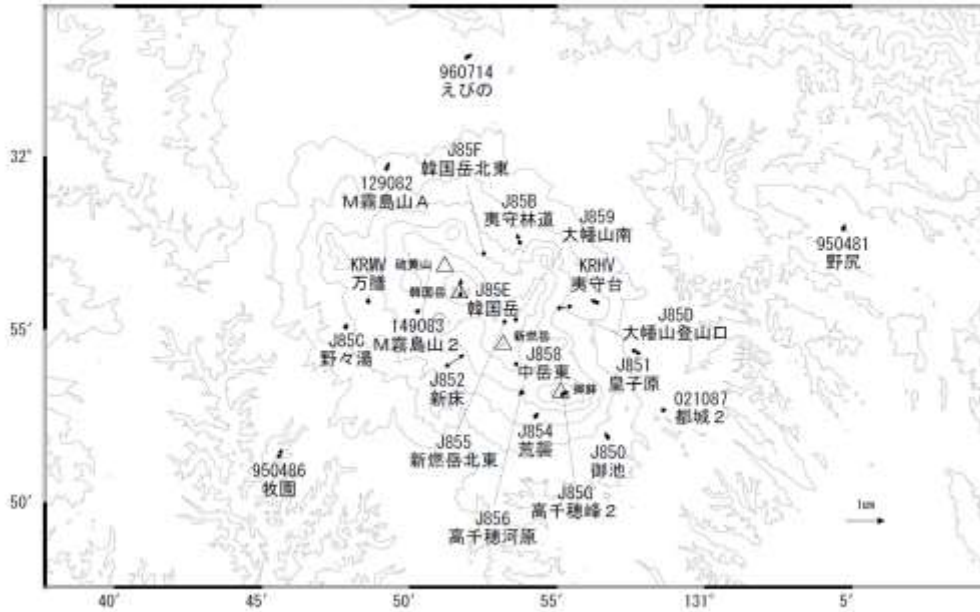 960714
えびの
J85F
韓国岳北東
32°
129082
M霧島山A
J85B
夷守林道
J859
大幡山南
950481
野尻
KRMV
万膳
硫黄山
韓国岳
J85E
韓国岳
KRHV
夷守台
55′
J85C
野々湯
149083
M霧島山2
新燃岳
J85D
大幡山登山口
J858
中岳東
J851
皇子原
J852
新床
御鉢
021087
都城2
J854
荒襲
J855
新燃岳北東
J850
御池
950486
牧園
J85G
高千穂峰2
50′
J856
高千穂河原
1cm
40′
45′
50′
55′
131°
5′